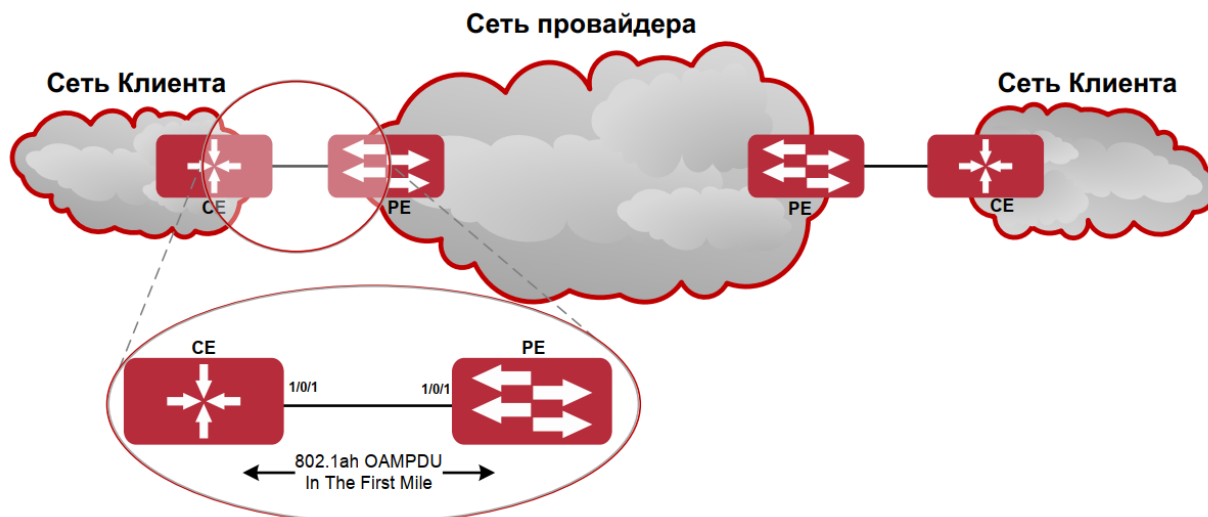 Сеть провайдера
Сеть Клиента
Сеть Клиента
CE
PE
PE
CE
CE
PE
1/0/1
1/0/1
802.1ah OAMPDU
In The First Mile